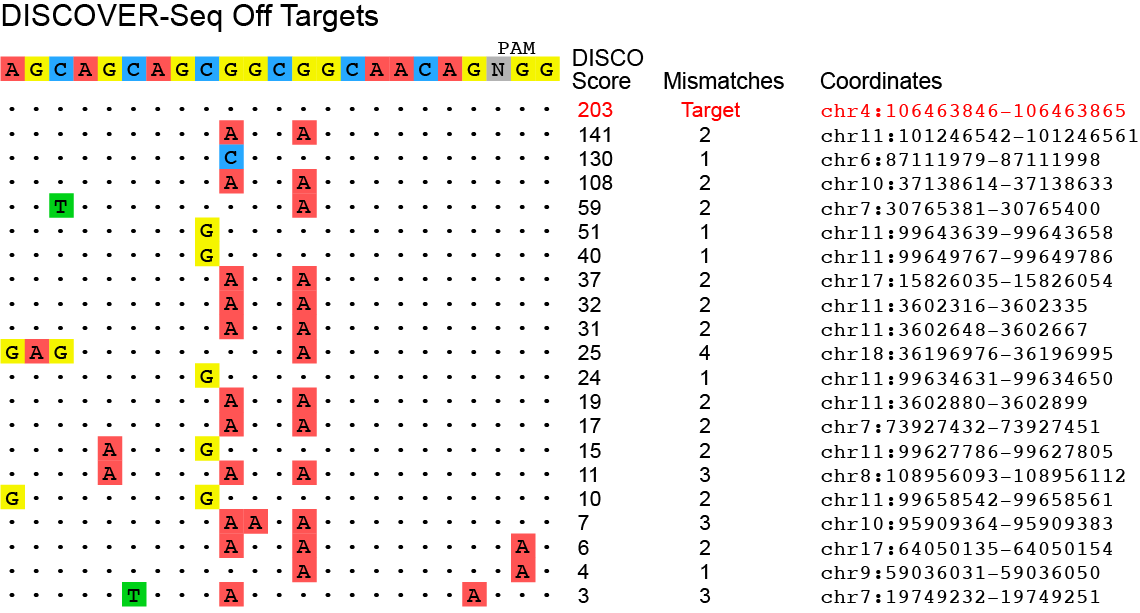 DISCOVER-Seq Off Targets
PAM
A G C A G C A G C G G C G G C A A C A G N G G DISCO Score Mismatches Coordinates
· · · · · · · · · · · · · · · · · · · · · · · 203 Target chr4:106463846-106463865
· · · · · · · · · A · · A · · · · · · · · · · 141 2 chr11:101246542-101246561
· · · · · · · · · C · · · · · · · · · · · · · 130 1 chr6:87111979-87111998
· · · · · · · · · A · · A · · · · · · · · · · 108 2 chr10:37138614-37138633
· · T · · · · · · · · · A · · · · · · · · · · 59 2 chr7:30765381-30765400
· · · · · · · · G · · · · · · · · · · · · · · 51 1 chr11:99643639-99643658
· · · · · · · · G · · · · · · · · · · · · · · 40 1 chr11:99649767-99649786
· · · · · · · · · A · · A · · · · · · · · · · 37 2 chr17:15826035-15826054
· · · · · · · · · A · · A · · · · · · · · · · 32 2 chr11:3602316-3602335
· · · · · · · · · A · · A · · · · · · · · · · 31 2 chr11:3602648-3602667
G A G · · · · · · · · · A · · · · · · · · · · 25 4 chr18:36196976-36196995
· · · · · · · · G · · · · · · · · · · · · · · 24 1 chr11:99634631-99634650
· · · · · · · · · A · · A · · · · · · · · · · 19 2 chr11:3602880-3602899
· · · · · · · · · A · · A · · · · · · · · · · 17 2 chr7:73927432-73927451
· · · · A · · · G · · · · · · · · · · · · · · 15 2 chr11:99627786-99627805
· · · · A · · · · A · · A · · · · · · · · · · 11 3 chr8:108956093-108956112
G · · · · · · · G · · · · · · · · · · · · · · 10 2 chr11:99658542-99658561
· · · · · · · · · A A · A · · · · · · · · · · 7 3 chr10:95909364-95909383
· · · · · · · · · A · · A · · · · · · · · A · 6 2 chr17:64050135-64050154
· · · · · · · · · · · · A · · · · · · · · A · 4 1 chr9:59036031-59036050
· · · · · T · · · A · · · · · · · · · A · · · 3 3 chr7:19749232-19749251